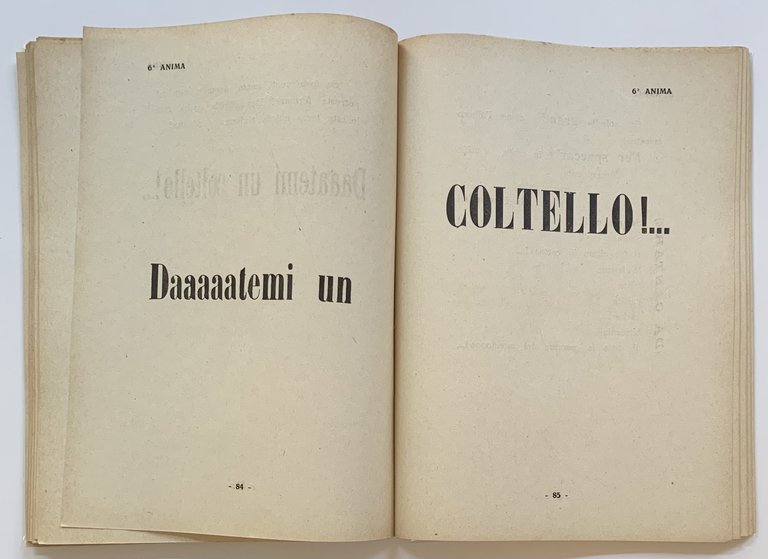 6ª ANIMA
Daaaaatemi un
- 84 -
6ª ANIMA
COLTELLO!...
- 85 -